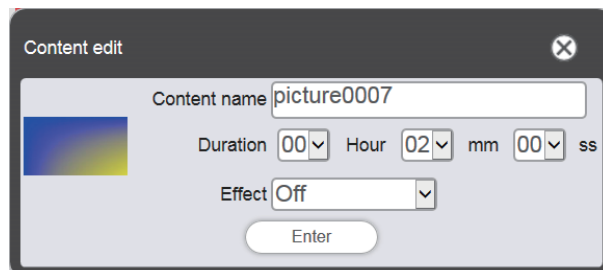 Content edit
Content name picture0007
Duration 00 Hour 02 mm 00 ss
Effect Off
Enter